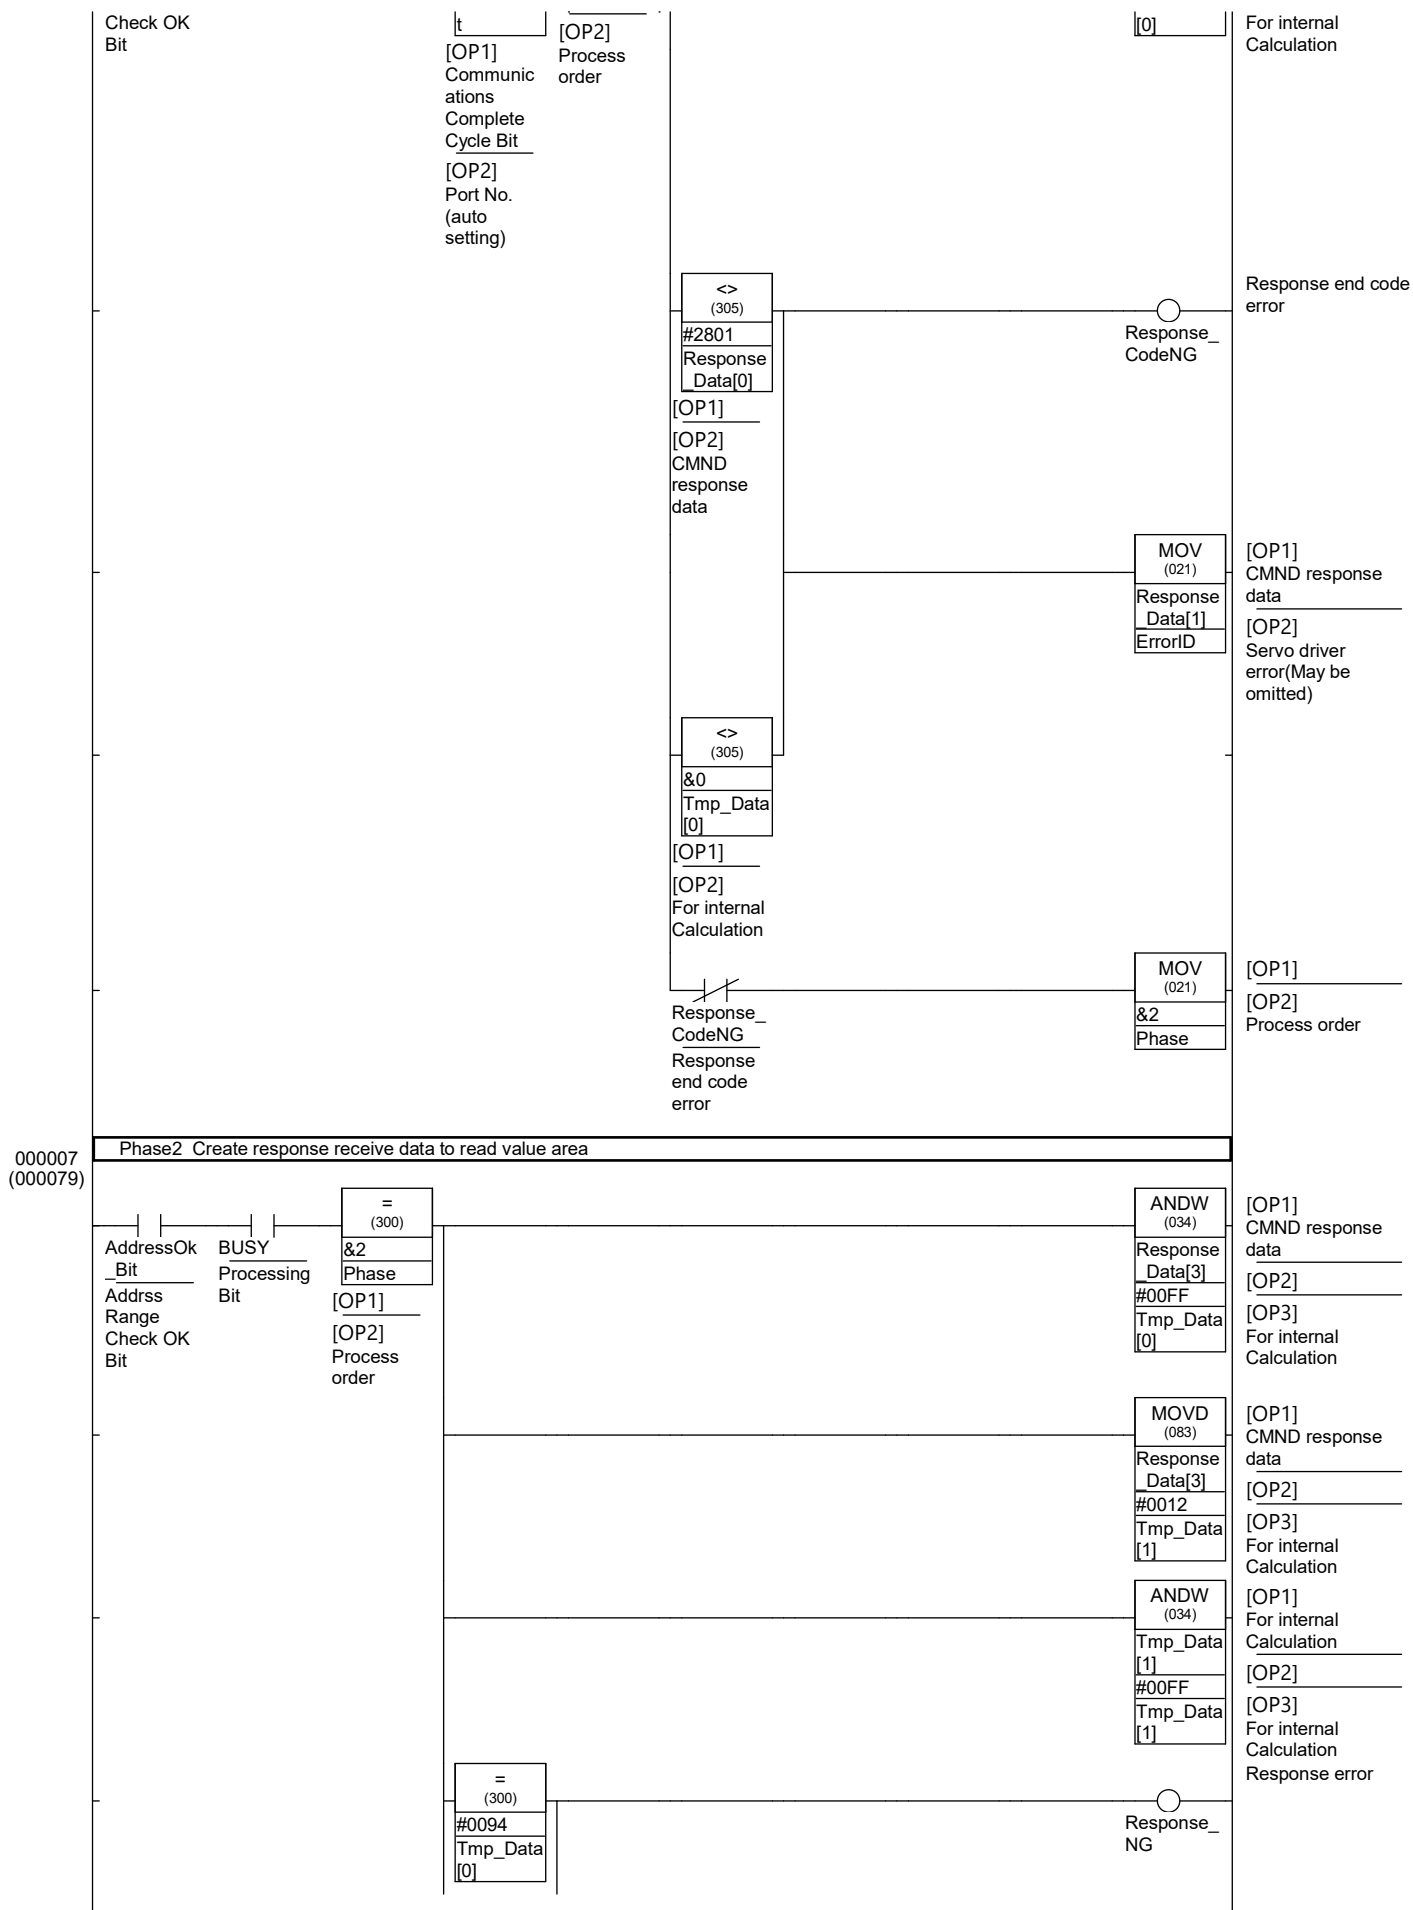 Check OK
Bit
t
[OP1]
Communic
ations
Complete
Cycle Bit
[OP2]
Port No.
(auto
setting)
[OP2]
Process
order
[0]
For internal
Calculation
<>
(305)
#2801
Response
_Data[0]
[OP1]
[OP2]
CMND
response
data
Response_
CodeNG
Response end code
error
MOV
(021)
Response
_Data[1]
ErrorID
[OP1]
CMND response
data
[OP2]
Servo driver
error(May be
omitted)
<>
(305)
&0
Tmp_Data
[0]
[OP1]
[OP2]
For internal
Calculation
Response_
CodeNG
Response
end code
error
MOV
(021)
&2
Phase
[OP1]
[OP2]
Process order
000007
(000079)
Phase2 Create response receive data to read value area
AddressOk
_Bit
Addrss
Range
Check OK
Bit
BUSY
Processing
Bit
=
(300)
&2
Phase
[OP1]
[OP2]
Process
order
ANDW
(034)
Response
_Data[3]
#00FF
Tmp_Data
[0]
[OP1]
CMND response
data
[OP2]
[OP3]
For internal
Calculation
MOVD
(083)
Response
_Data[3]
#0012
Tmp_Data
[1]
[OP1]
CMND response
data
[OP2]
[OP3]
For internal
Calculation
ANDW
(034)
Tmp_Data
[1]
#00FF
Tmp_Data
[1]
[OP1]
For internal
Calculation
[OP2]
[OP3]
For internal
Calculation
=
(300)
#0094
Tmp_Data
[0]
Response_
NG
Response error